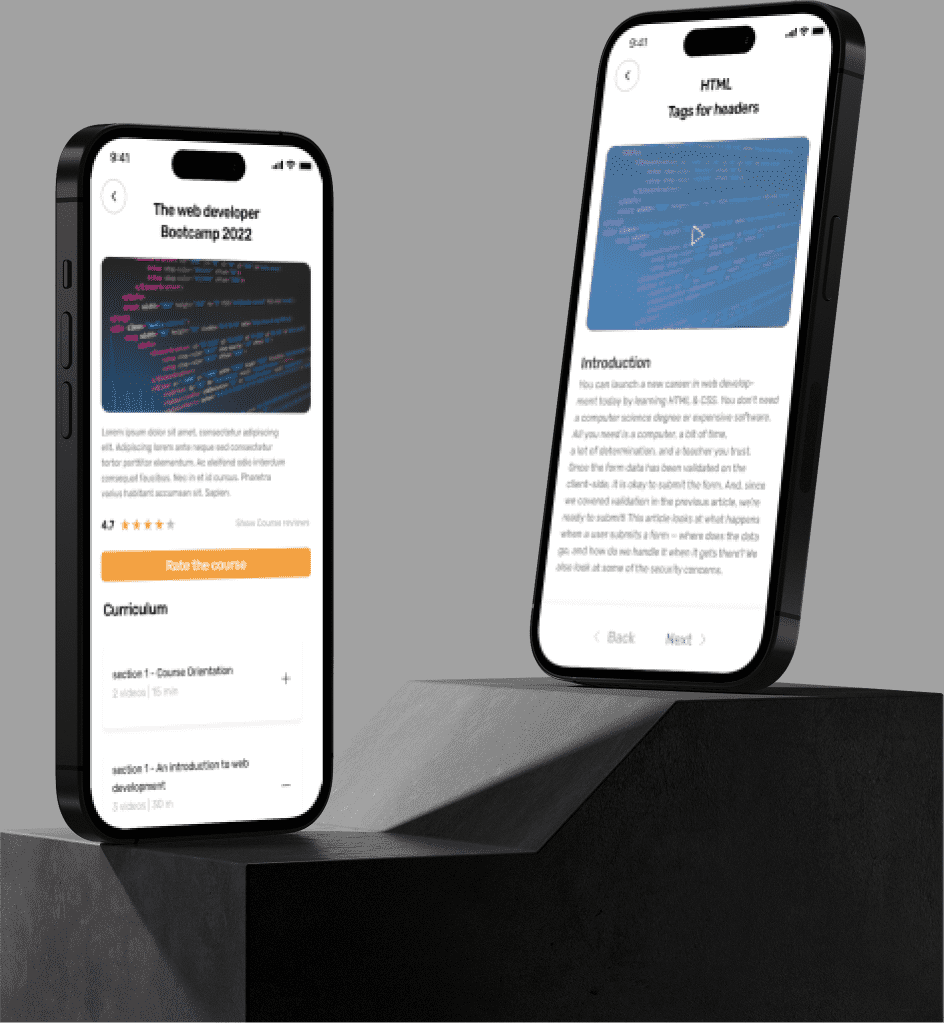 9:41
The web developer
Bootcamp 2022
Lorem ipsum dolor sit amet, consectetur adipiscing
elit. Adipiscing lorem ante neque sed consectetur
tortor porttitor elementum. Ac eleifend odio interdum
consequat faucibus. Nec in et id cursus. Pharetra
varius habitant accumsan sit. Sapien.
4.7
Show Course reviews
Rate the course
Curriculum
section 1 - Course Orientation
2 videos | 15 min
+
section 1 - An introduction to web
development
3 videos | 30 m
−
9:41
HTML
Tags for headers
Introduction
You can launch a new career in web develop-
ment today by learning HTML & CSS. You don't need
a computer science degree or expensive software.
All you need is a computer, a bit of time,
a lot of determination, and a teacher you trust.
Once the form data has been validated on the
client-side, it is okay to submit the form. And, since
we covered validation in the previous article, we're
ready to submit! This article looks at what happens
when a user submits a form – where does the data
go, and how do we handle it when it gets there? We
also look at some of the security concerns.
Back
Next